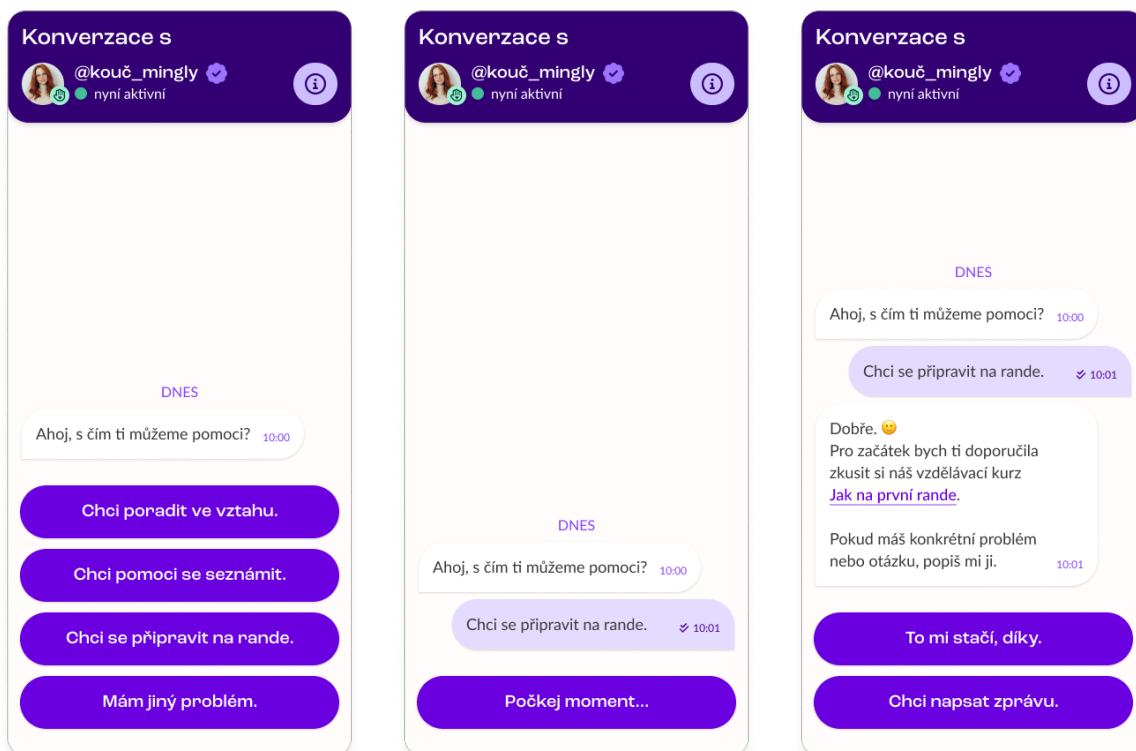 Konverzace s
@kouč_mingly
nyní aktivní
DNES
Ahoj, s čím ti můžeme pomoci? 10:00
Chci poradit ve vztahu.
Chci pomoci se seznámit.
Chci se připravit na rande.
Mám jiný problém.
Konverzace s
@kouč_mingly
nyní aktivní
DNES
Ahoj, s čím ti můžeme pomoci? 10:00
Chci se připravit na rande. 10:01
Počkej moment...
Konverzace s
@kouč_mingly
nyní aktivní
DNES
Ahoj, s čím ti můžeme pomoci? 10:00
Chci se připravit na rande. 10:01
Dobře. 🙂
Pro začátek bych ti doporučila
zkusit si náš vzdělávací kurz
Jak na první rande.
Pokud máš konkrétní problém
nebo otázku, popiš mi ji. 10:01
To mi stačí, díky.
Chci napsat zprávu.